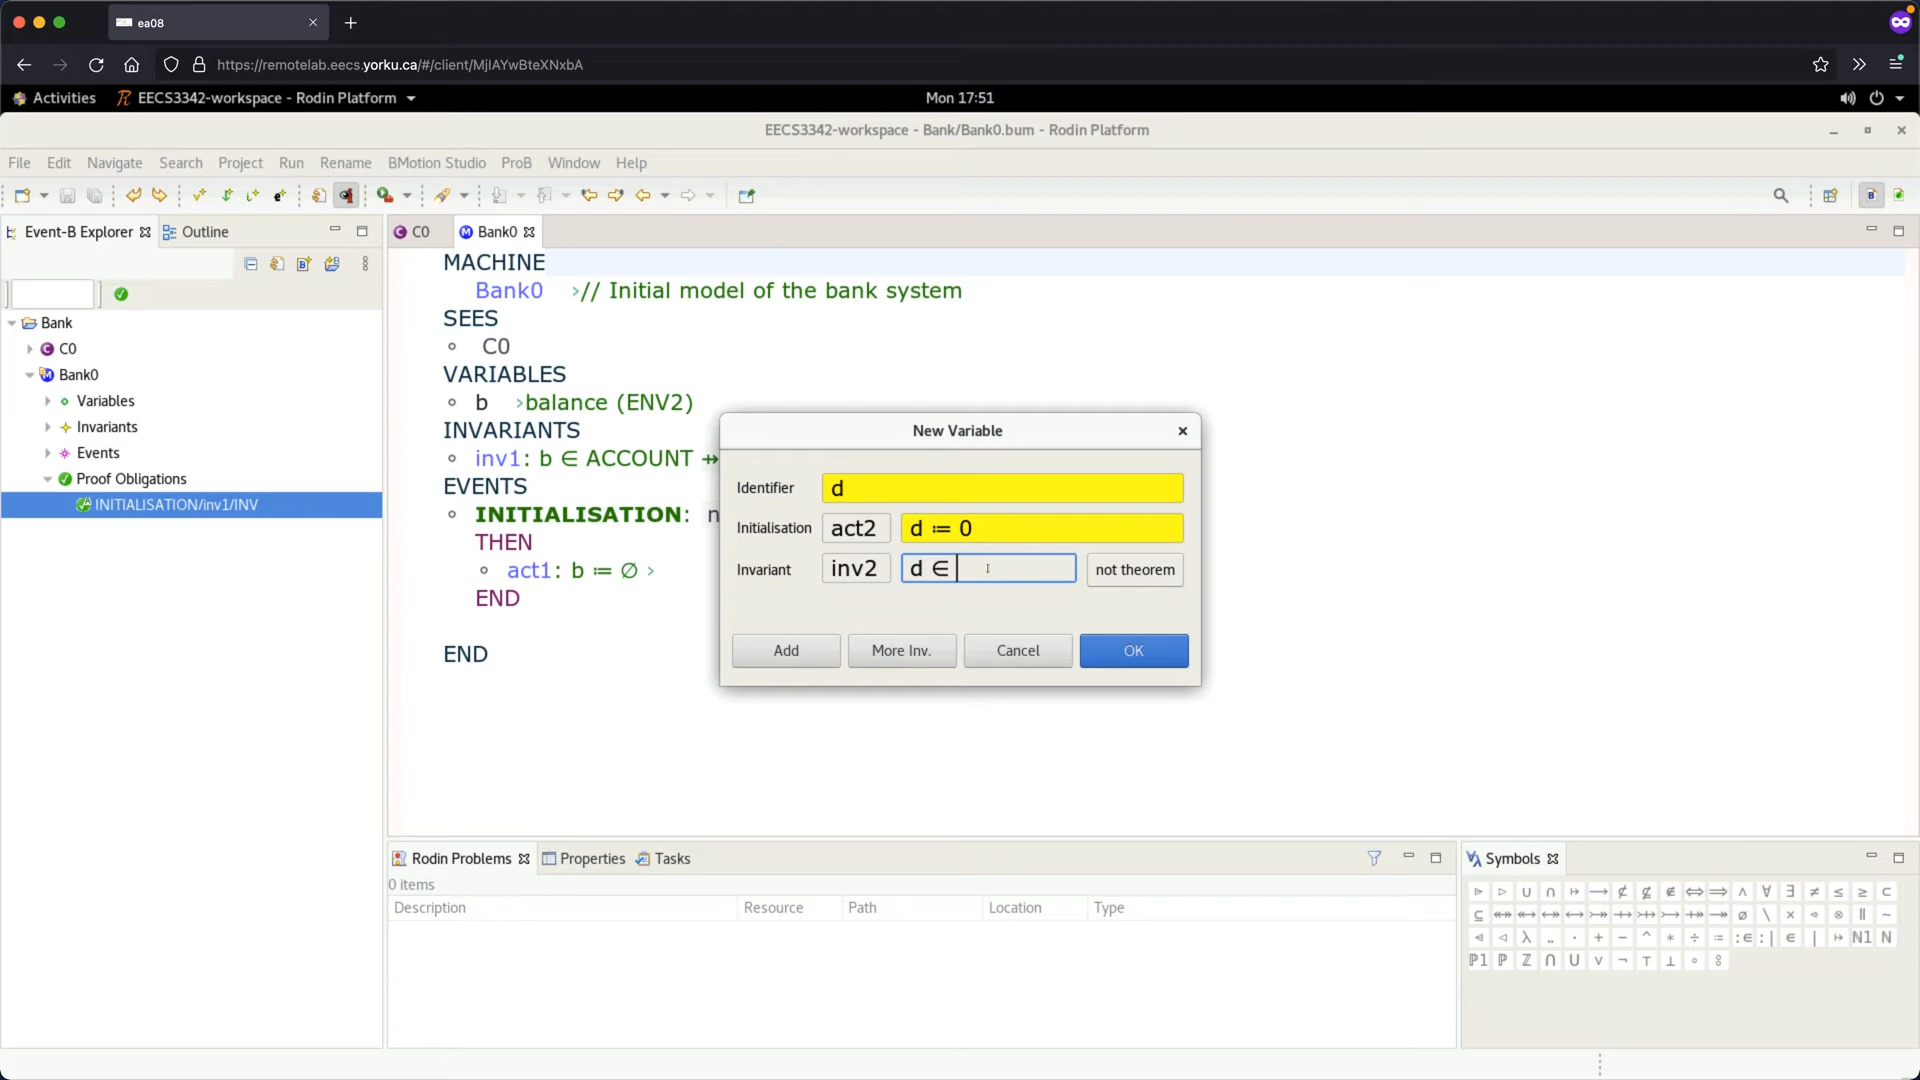 ea08
https://remotelab.eecs.yorku.ca/#/client/MjIAYwBteXNxbA
Activities EECS3342-workspace - Rodin Platform Mon 17:51
EECS3342-workspace - Bank/Bank0.bum - Rodin Platform
File Edit Navigate Search Project Run Rename BMotion Studio ProB Window Help
Event-B Explorer Outline
C0 Bank0
Bank
C0
Bank0
Variables
Invariants
Events
Proof Obligations
INITIALISATION/inv1/INV
MACHINE
Bank0 ›// Initial model of the bank system
SEES
◦ C0
VARIABLES
◦ b ›balance (ENV2)
INVARIANTS
◦ inv1: b ∈ ACCOUNT ⇸
EVENTS
◦ INITIALISATION: n
THEN
◦ act1: b ≔ ∅ ›
END
END
New Variable
Identifier d
Initialisation act2 d ≔ 0
Invariant inv2 d ∈ not theorem
Add More Inv. Cancel OK
Rodin Problems Properties Tasks
0 items
Description Resource Path Location Type
Symbols